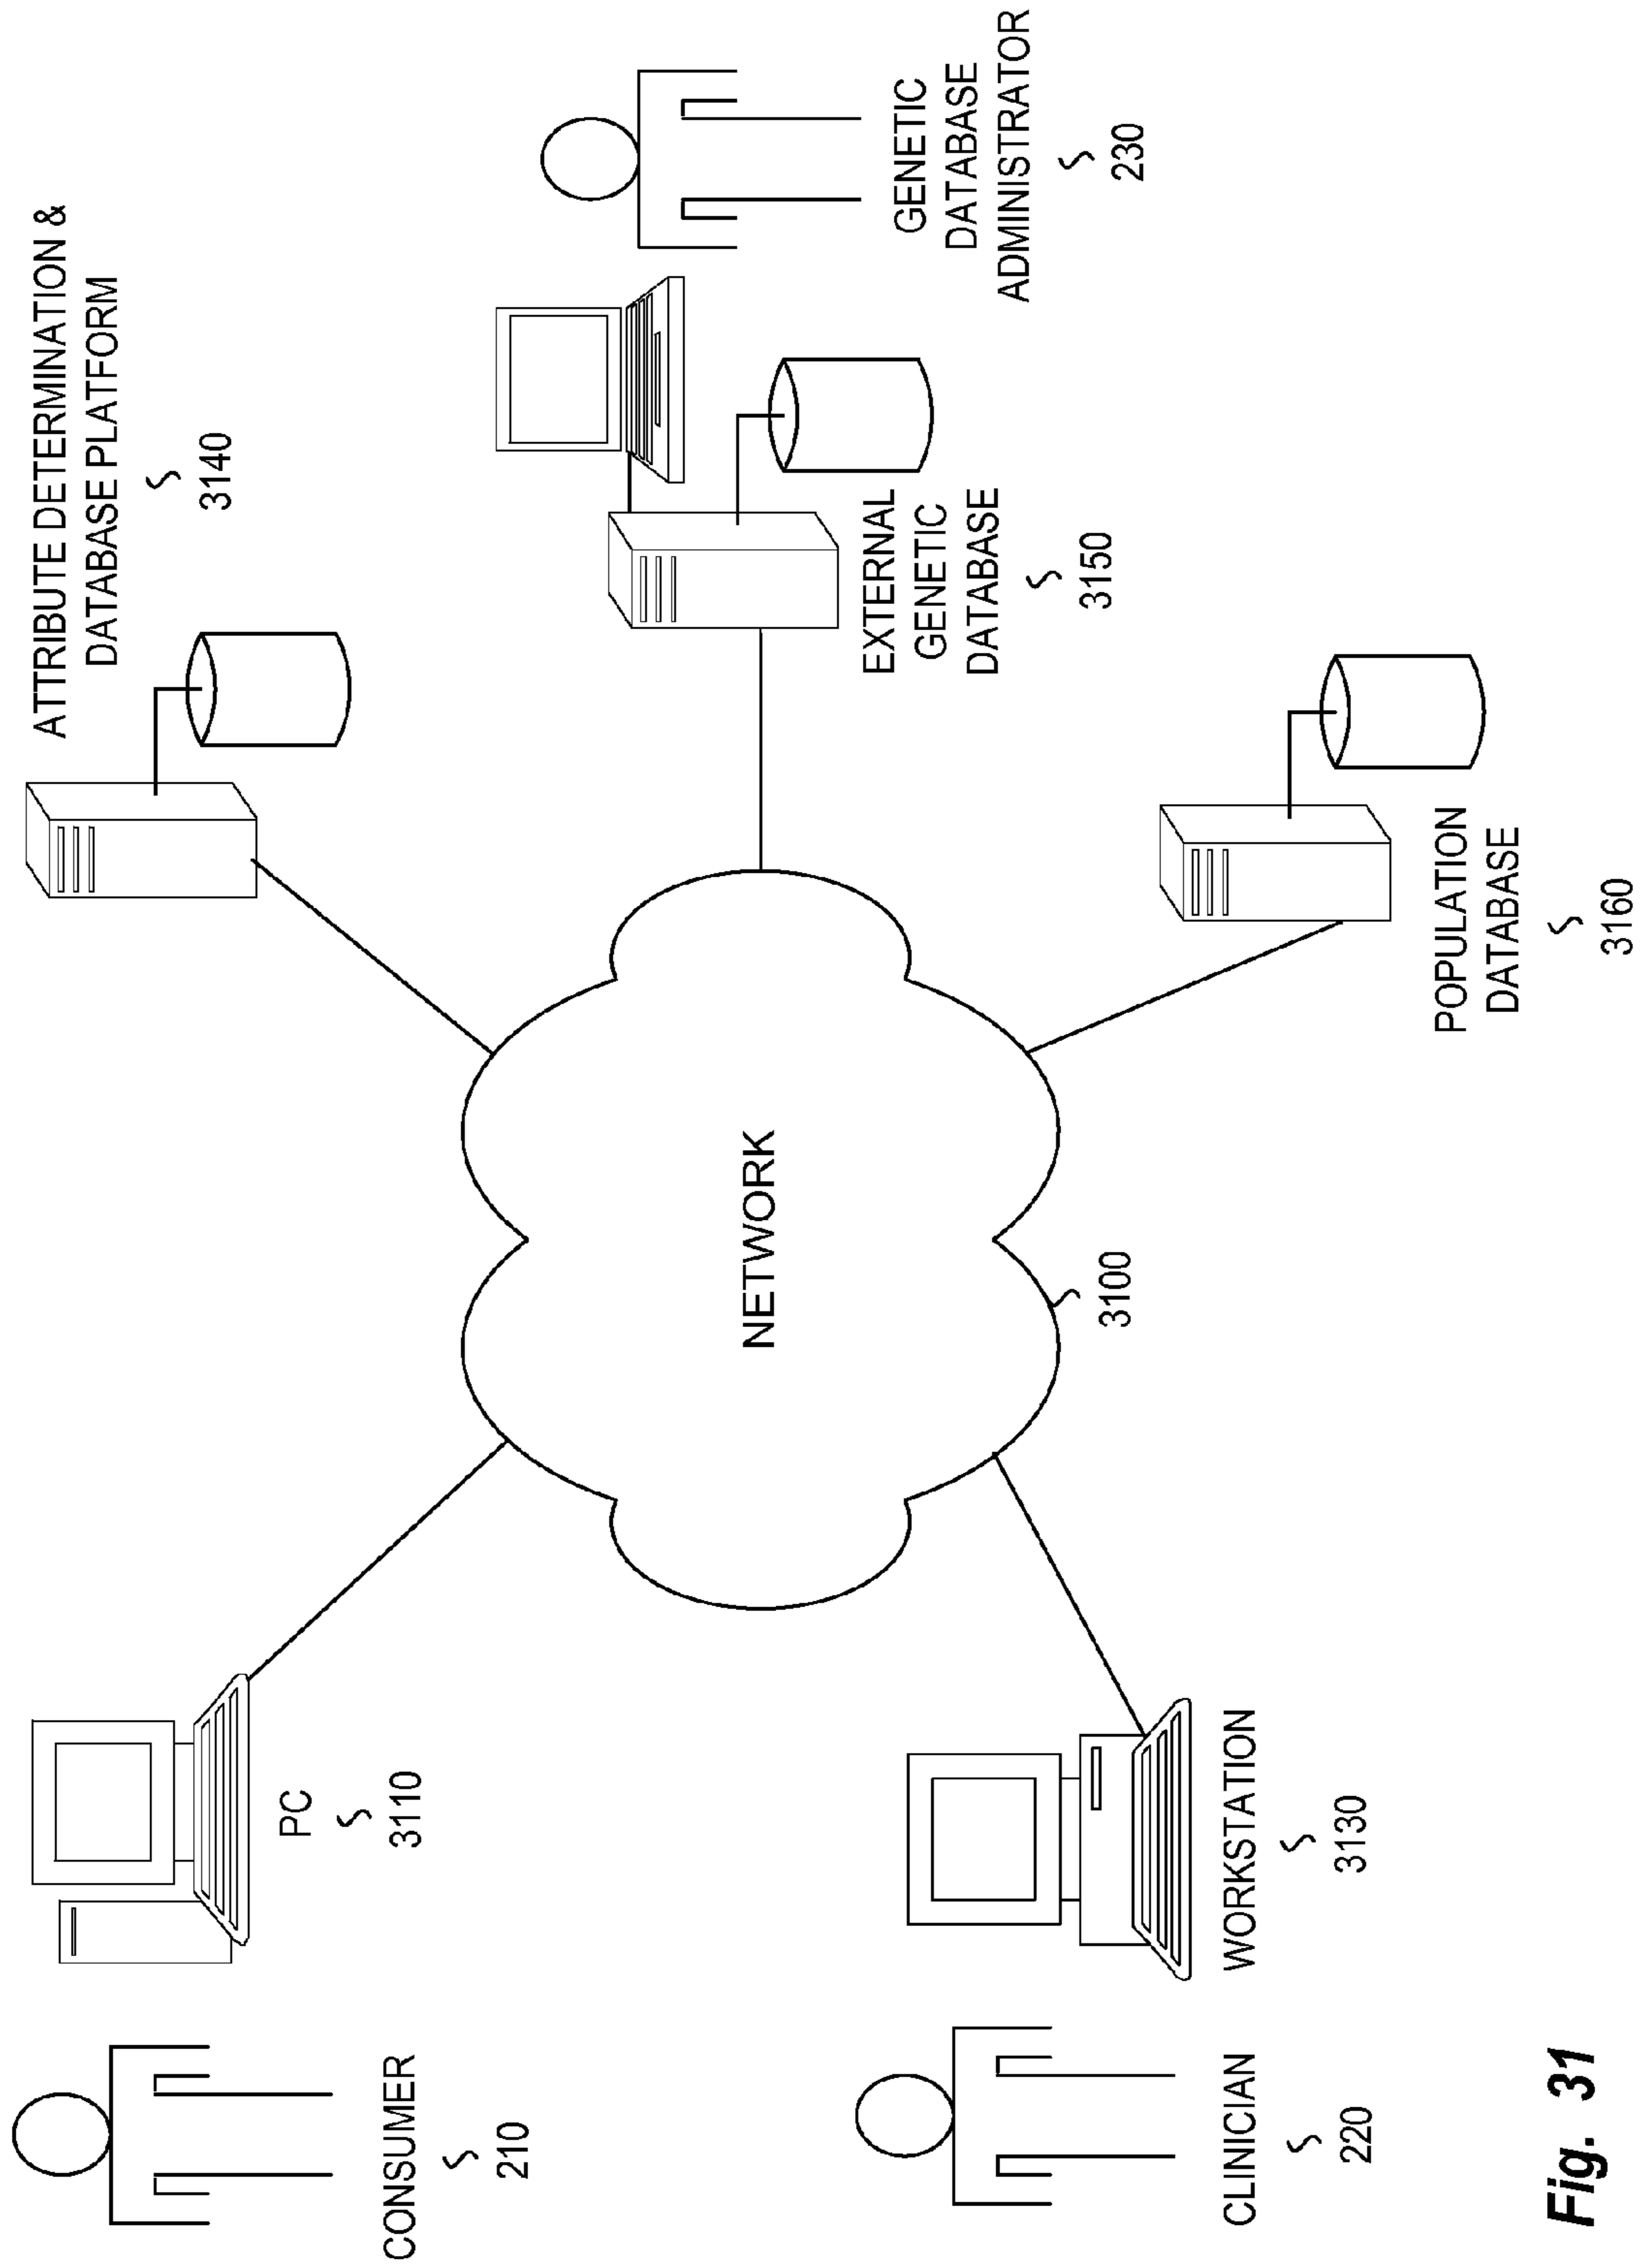 ATTRIBUTE DETERMINATION &
DATABASE PLATFORM
3140
CONSUMER
210
PC
3110
NETWORK
3100
EXTERNAL
GENETIC
DATABASE
3150
GENETIC
DATABASE
ADMINISTRATOR
230
CLINICIAN
220
WORKSTATION
3130
POPULATION
DATABASE
3160
Fig. 31